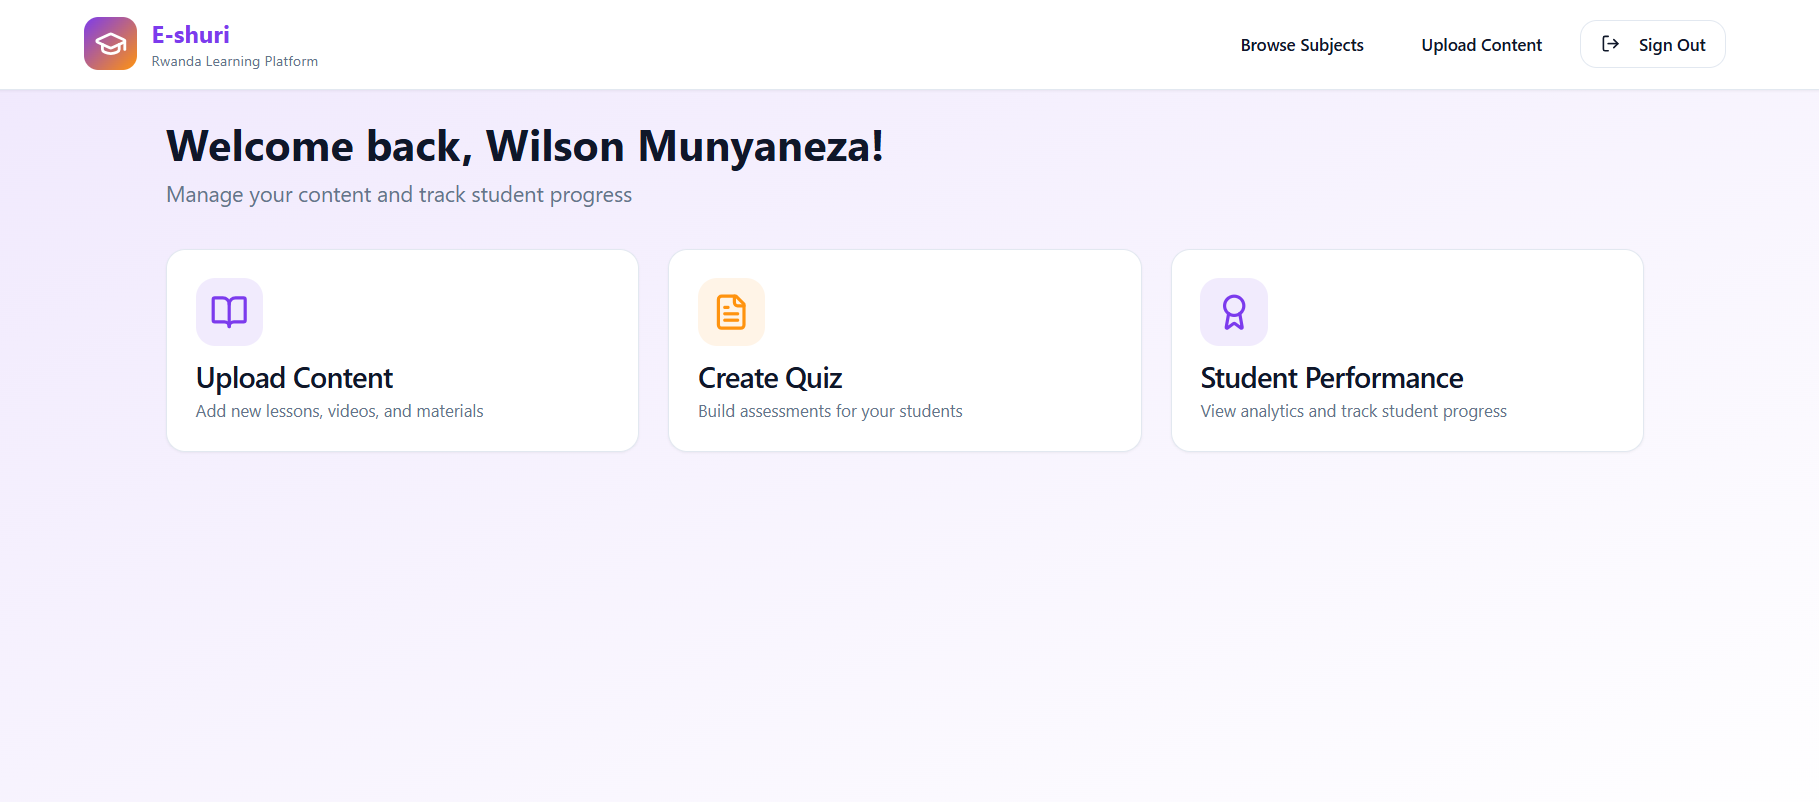 E-shuri
Rwanda Learning Platform
Browse Subjects
Upload Content
Sign Out
Welcome back, Wilson Munyaneza!
Manage your content and track student progress
Upload Content
Add new lessons, videos, and materials
Create Quiz
Build assessments for your students
Student Performance
View analytics and track student progress